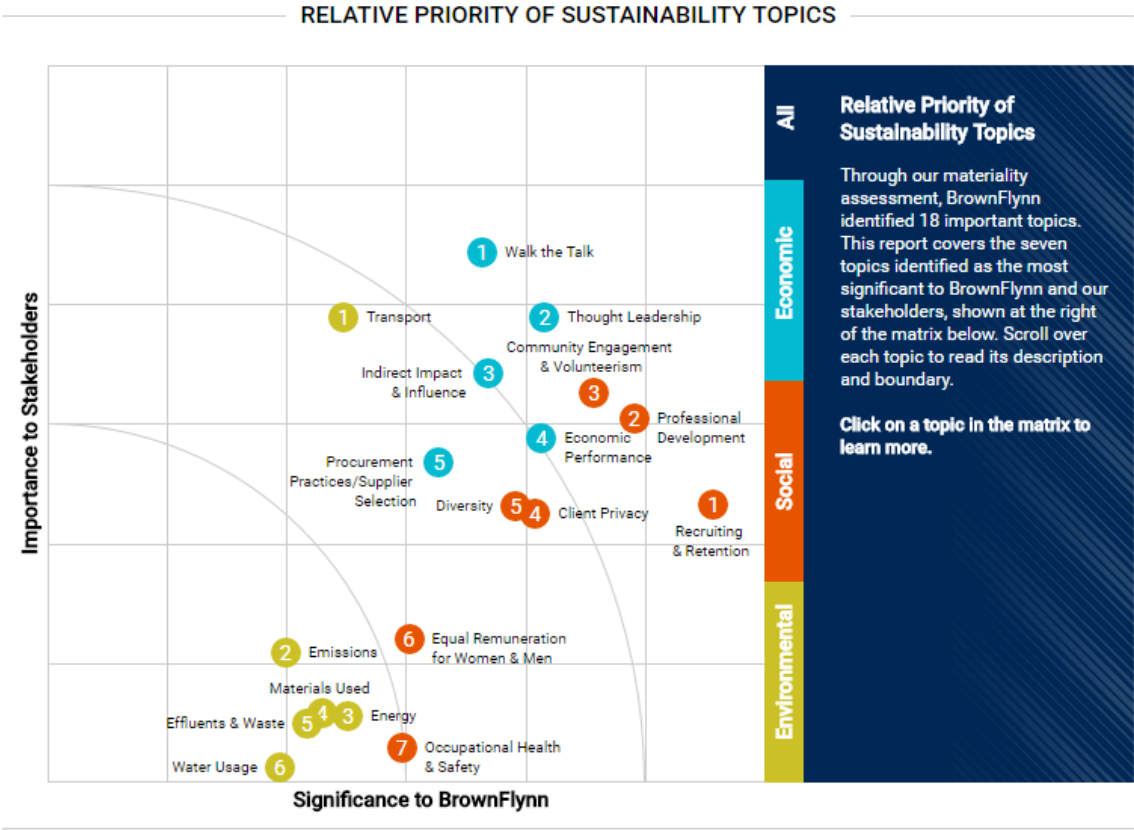 RELATIVE PRIORITY OF SUSTAINABILITY TOPICS
Importance to Stakeholders
1 Walk the Talk
1 Transport
2 Thought Leadership
Community Engagement
& Volunteerism
3
Indirect Impact
& Influence
3
2 Professional
Development
4 Economic
Performance
Procurement
Practices/Supplier
Selection
5
Diversity 5
4 Client Privacy
1
Recruiting
& Retention
6 Equal Remuneration
for Women & Men
2 Emissions
Materials Used
4
3 Energy
Effluents & Waste 5
7 Occupational Health
& Safety
Water Usage 6
Significance to BrownFlynn
All
Economic
Social
Environmental
Relative Priority of
Sustainability Topics
Through our materiality
assessment, BrownFlynn
identified 18 important topics.
This report covers the seven
topics identified as the most
significant to BrownFlynn and our
stakeholders, shown at the right
of the matrix below. Scroll over
each topic to read its description
and boundary.
Click on a topic in the matrix to
learn more.